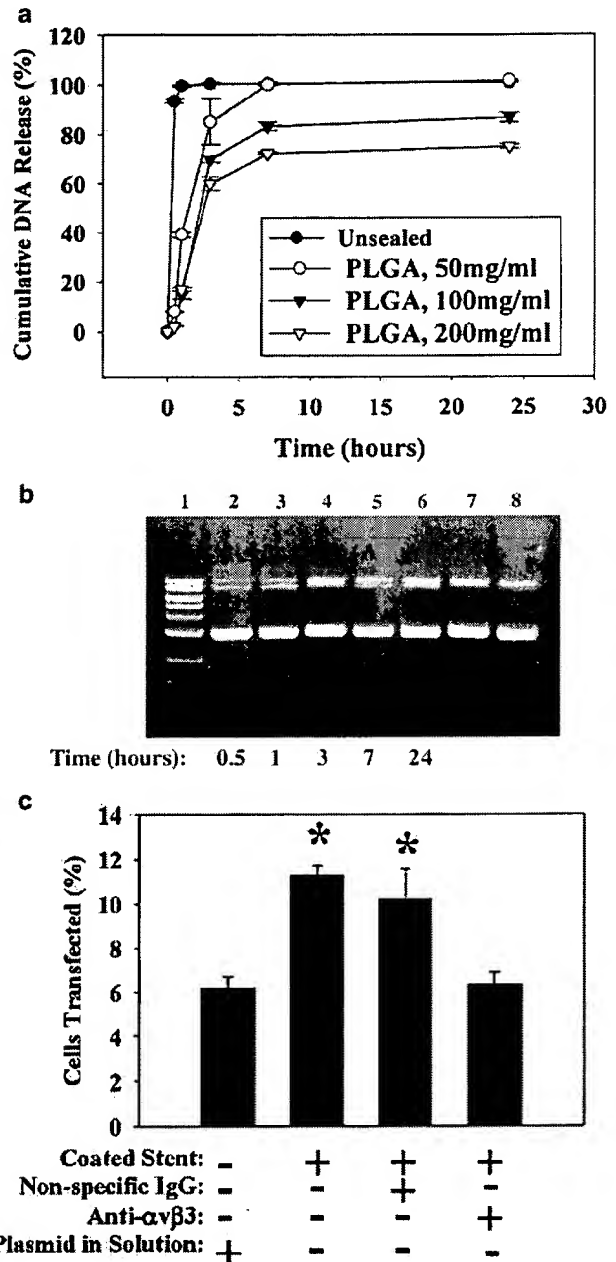 a
120
100
80
60
40
20
0
Cumulative DNA Release (%)
Unsealed
PLGA, 50mg/ml
PLGA, 100mg/ml
PLGA, 200mg/ml
0 5 10 15 20 25 30
Time (hours)
b
1 2 3 4 5 6 7 8
Time (hours): 0.5 1 3 7 24
c
14
12
10
8
6
4
2
0
Cells Transfected (%)
* *
Coated Stent: - + + +
Non-specific IgG: - - + -
Anti-αvβ3: - - - +
Plasmid in Solution: + - - -